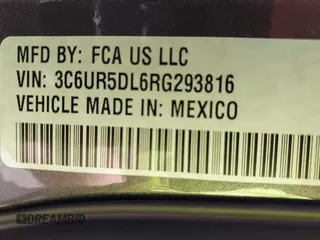 MFD BY: FCA US LLC
VIN: 3C6UR5DL6RG293816
VEHICLE MADE IN: MEXICO
DREAMBID